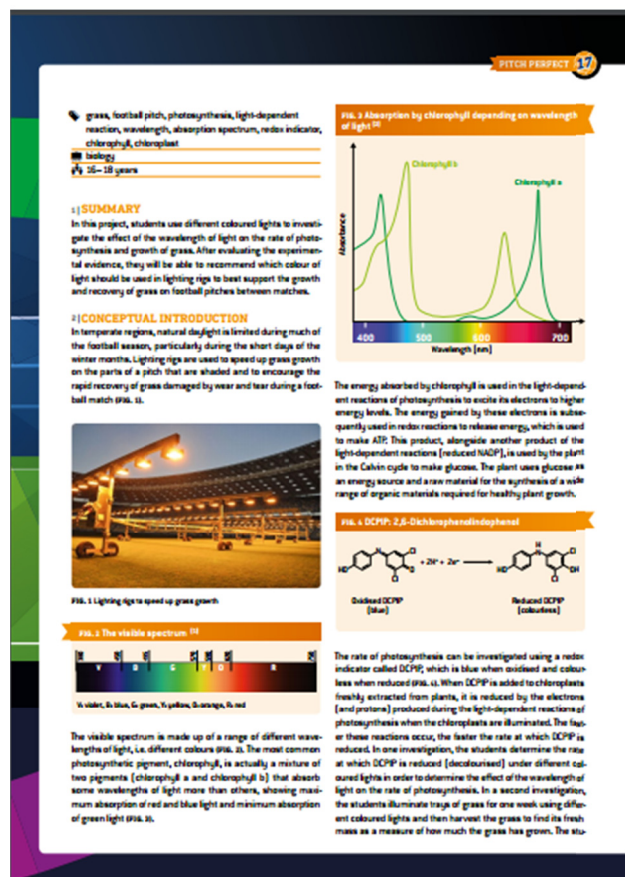 PITCH PERFECT 17
grass, football pitch, photosynthesis, light-dependent
reaction, wavelength, absorption spectrum, redox indicator,
chlorophyll, chloroplast
biology
16–18 years
1 | SUMMARY
In this project, students use different coloured lights to investi-
gate the effect of the wavelength of light on the rate of photo-
synthesis and growth of grass. After evaluating the experimen-
tal evidence, they will be able to recommend which colour of
light should be used in lighting rigs to best support the growth
and recovery of grass on football pitches between matches.
2 | CONCEPTUAL INTRODUCTION
In temperate regions, natural daylight is limited during much of
the football season, particularly during the short days of the
winter months. Lighting rigs are used to speed up grass growth
on the parts of a pitch that are shaded and to encourage the
rapid recovery of grass damaged by wear and tear during a foot-
ball match (FIG. 1).
FIG. 1 Lighting rigs to speed up grass growth
FIG. 2 The visible spectrum [1]
V B G Y O R
V: violet, B: blue, G: green, Y: yellow, O: orange, R: red
The visible spectrum is made up of a range of different wave-
lengths of light, i.e. different colours (FIG. 2). The most common
photosynthetic pigment, chlorophyll, is actually a mixture of
two pigments (chlorophyll a and chlorophyll b) that absorb
some wavelengths of light more than others, showing maxi-
mum absorption of red and blue light and minimum absorption
of green light (FIG. 3).
FIG. 3 Absorption by chlorophyll depending on wavelength
of light [2]
Chlorophyll b
Chlorophyll a
Absorbance
400 500 600 700
Wavelength [nm]
The energy absorbed by chlorophyll is used in the light-depend-
ent reactions of photosynthesis to excite its electrons to higher
energy levels. The energy gained by these electrons is subse-
quently used in redox reactions to release energy, which is used
to make ATP. This product, alongside another product of the
light-dependent reactions (reduced NADP), is used by the plant
in the Calvin cycle to make glucose. The plant uses glucose as
an energy source and a raw material for the synthesis of a wide
range of organic materials required for healthy plant growth.
FIG. 4 DCPIP: 2,6-Dichlorophenolindophenol
HO N Cl O Cl + 2H⁺ + 2e⁻ HO H N Cl OH Cl
Oxidised DCPIP Reduced DCPIP
(blue) (colourless)
The rate of photosynthesis can be investigated using a redox
indicator called DCPIP, which is blue when oxidised and colour-
less when reduced (FIG. 4). When DCPIP is added to chloroplasts
freshly extracted from plants, it is reduced by the electrons
(and protons) produced during the light-dependent reactions of
photosynthesis when the chloroplasts are illuminated. The fast-
er these reactions occur, the faster the rate at which DCPIP is
reduced. In one investigation, the students determine the rate
at which DCPIP is reduced (decolourised) under different col-
oured lights in order to determine the effect of the wavelength of
light on the rate of photosynthesis. In a second investigation,
the students illuminate trays of grass for one week using differ-
ent coloured lights and then harvest the grass to find its fresh
mass as a measure of how much the grass has grown. The stu-